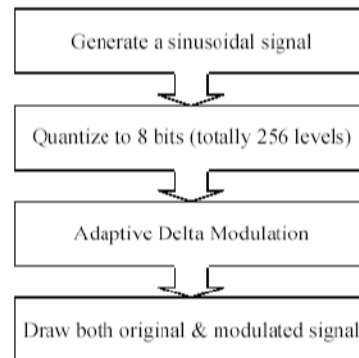 Generate a sinusoidal signal
Quantize to 8 bits (totally 256 levels)
Adaptive Delta Modulation
Draw both original & modulated signal